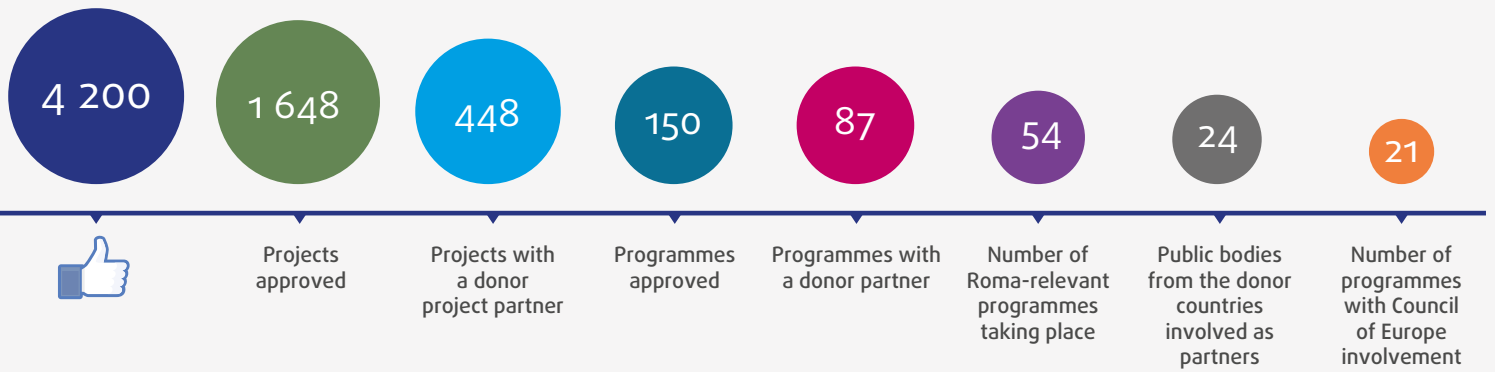 4 200
1 648
448
150
87
54
24
21
Projects
approved
Projects with
a donor
project partner
Programmes
approved
Programmes with
a donor partner
Number of
Roma-relevant
programmes
taking place
Public bodies
from the donor
countries
involved as
partners
Number of
programmes
with Council
of Europe
involvement